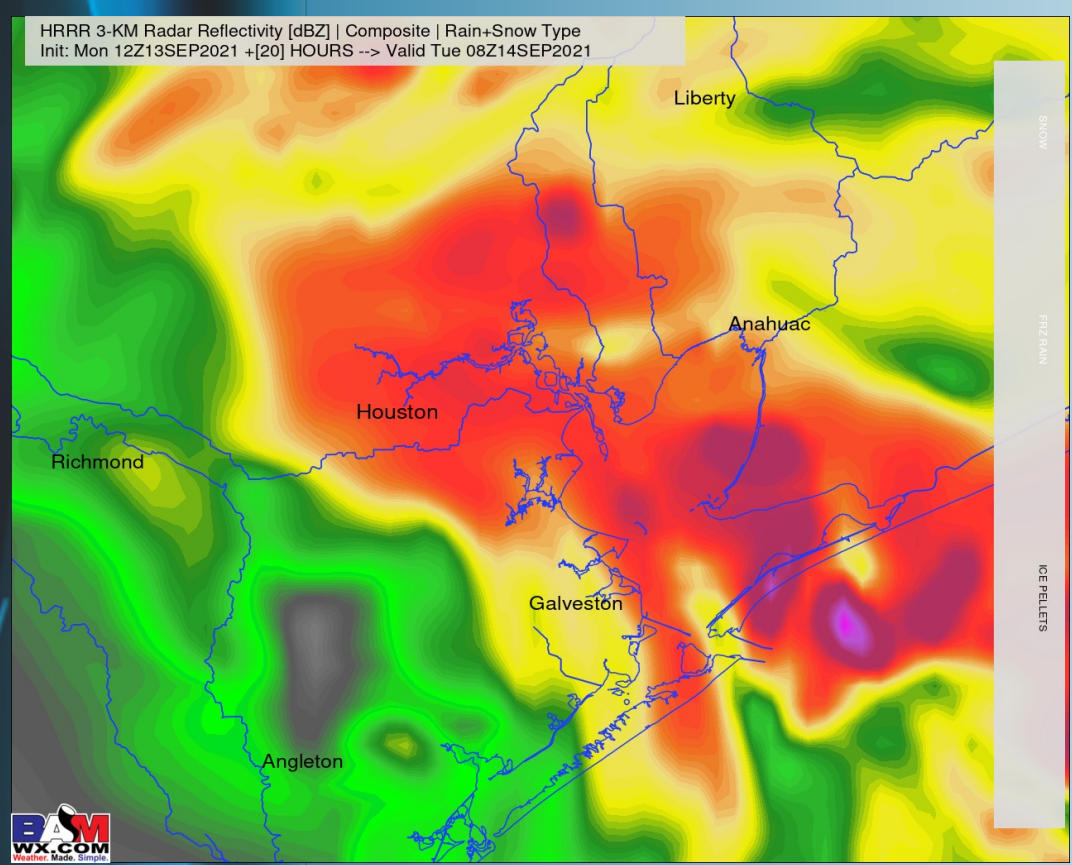 HRRR 3-KM Radar Reflectivity [dBZ] | Composite | Rain+Snow Type
Init: Mon 12Z13SEP2021 +[20] HOURS --> Valid Tue 08Z14SEP2021
Liberty
SNOW
Anahuac
FRZ RAIN
Houston
Richmond
ICE PELLETS
Galveston
Angleton
BAM
WX.COM
Weather. Made. Simple.